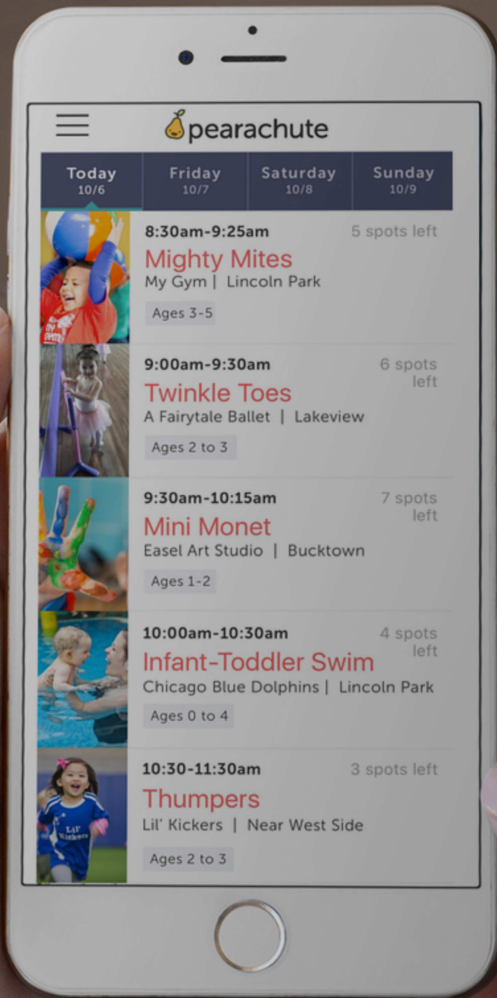 pearachute
Today
10/6
Friday
10/7
Saturday
10/8
Sunday
10/9
8:30am-9:25am
5 spots left
Mighty Mites
My Gym | Lincoln Park
Ages 3-5
9:00am-9:30am
6 spots
left
Twinkle Toes
A Fairytale Ballet | Lakeview
Ages 2 to 3
9:30am-10:15am
7 spots
left
Mini Monet
Easel Art Studio | Bucktown
Ages 1-2
10:00am-10:30am
4 spots
left
Infant-Toddler Swim
Chicago Blue Dolphins | Lincoln Park
Ages 0 to 4
10:30-11:30am
3 spots left
Thumpers
Lil' Kickers | Near West Side
Ages 2 to 3
Lil'
Kickers